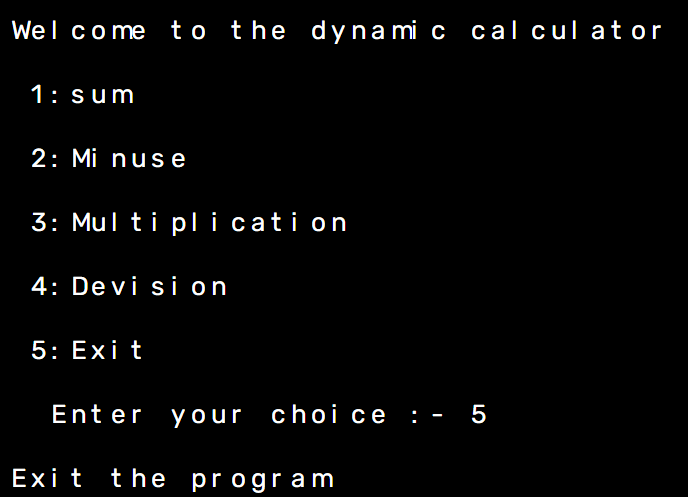 Welcome to the dynamic calculator
1: sum
2: Minuse
3: Multiplication
4: Devision
5: Exit
Enter your choice :- 5
Exit the program